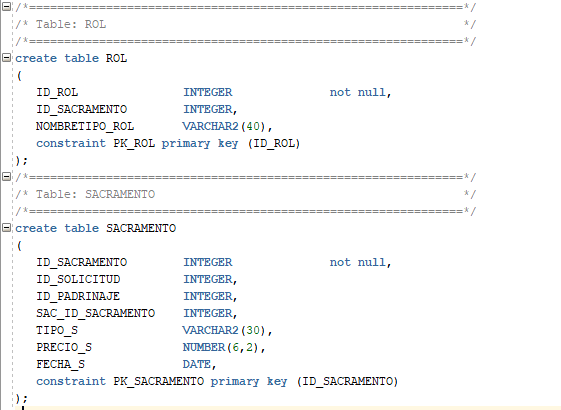 /*==============================================================*/
/* Table: ROL                                                   */
/*==============================================================*/
create table ROL
(
   ID_ROL               INTEGER              not null,
   ID_SACRAMENTO        INTEGER,
   NOMBRETIPO_ROL       VARCHAR2(40),
   constraint PK_ROL primary key (ID_ROL)
);
/*==============================================================*/
/* Table: SACRAMENTO                                            */
/*==============================================================*/
create table SACRAMENTO
(
   ID_SACRAMENTO        INTEGER              not null,
   ID_SOLICITUD         INTEGER,
   ID_PADRINAJE         INTEGER,
   SAC_ID_SACRAMENTO    INTEGER,
   TIPO_S               VARCHAR2(30),
   PRECIO_S             NUMBER(6,2),
   FECHA_S              DATE,
   constraint PK_SACRAMENTO primary key (ID_SACRAMENTO)
);